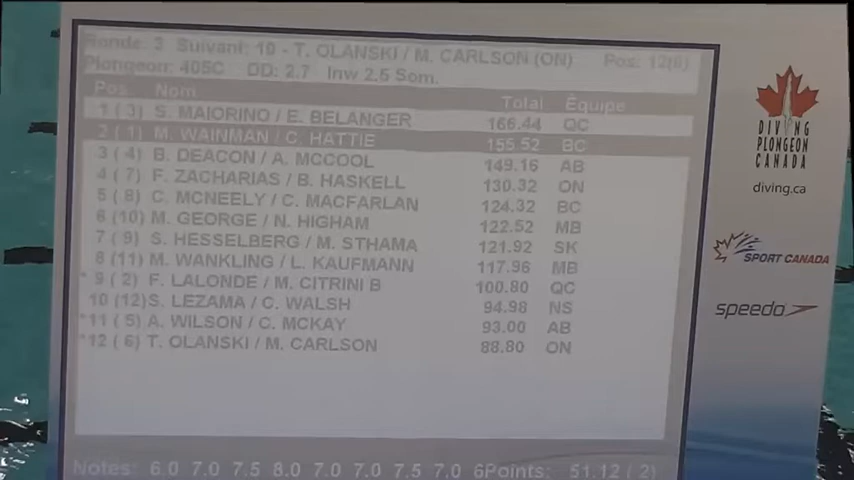 Ronde: 3 Suivant: 10 - T. OLANSKI / M. CARLSON (ON) Pos. 12(6)
Plongeon: 405C DD: 2.7 Inw 2.5 Som.
Pos. Nom Total Équipe
1 ( 3) S. MAIORINO / E. BELANGER 166.44 QC
2 ( 1) M. WAINMAN / C. HATTIE 155.52 BC
3 ( 4) B. DEACON / A. MCCOOL 149.16 AB
4 ( 7) F. ZACHARIAS / B. HASKELL 130.32 ON
5 ( 8) C. MCNEELY / C. MACFARLAN 124.32 BC
6 (10) M. GEORGE / N. HIGHAM 122.52 MB
7 ( 9) S. HESSELBERG / M. STHAMA 121.92 SK
8 (11) M. WANKLING / L. KAUFMANN 117.96 MB
* 9 ( 2) F. LALONDE / M. CITRINI B 100.80 QC
10 (12) S. LEZAMA / C. WALSH 94.98 NS
*11 ( 5) A. WILSON / C. MCKAY 93.00 AB
*12 ( 6) T. OLANSKI / M. CARLSON 88.80 ON
Notes: 6.0 7.0 7.5 8.0 7.0 7.0 7.5 7.0 6Points: 51.12 ( 2)
DIVING
PLONGEON
CANADA
diving.ca
SPORT CANADA
speedo